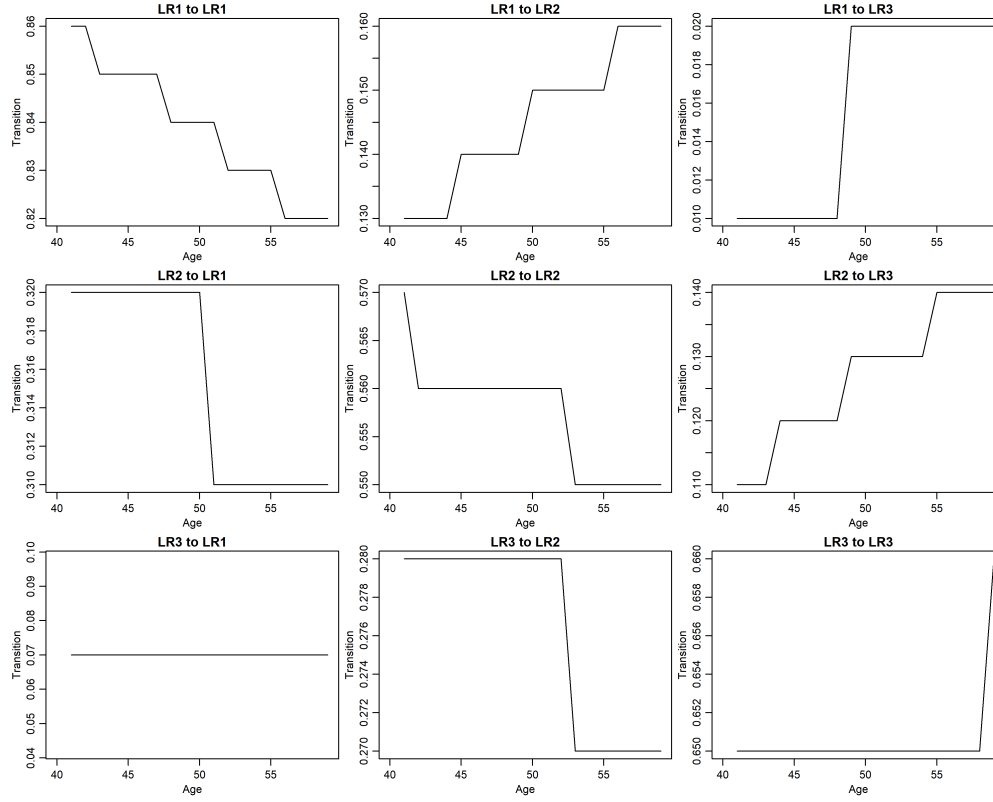 LR1 to LR1
Transition
0.86
0.85
0.84
0.83
0.82
40 45 50 55
Age
LR1 to LR2
Transition
0.160
0.150
0.140
0.130
40 45 50 55
Age
LR1 to LR3
Transition
0.020
0.018
0.016
0.014
0.012
0.010
40 45 50 55
Age
LR2 to LR1
Transition
0.320
0.318
0.316
0.314
0.312
0.310
40 45 50 55
Age
LR2 to LR2
Transition
0.570
0.565
0.560
0.555
0.550
40 45 50 55
Age
LR2 to LR3
Transition
0.140
0.130
0.120
0.110
40 45 50 55
Age
LR3 to LR1
Transition
0.10
0.09
0.08
0.07
0.06
0.05
0.04
40 45 50 55
Age
LR3 to LR2
Transition
0.280
0.278
0.276
0.274
0.272
0.270
40 45 50 55
Age
LR3 to LR3
Transition
0.660
0.658
0.656
0.654
0.652
0.650
40 45 50 55
Age